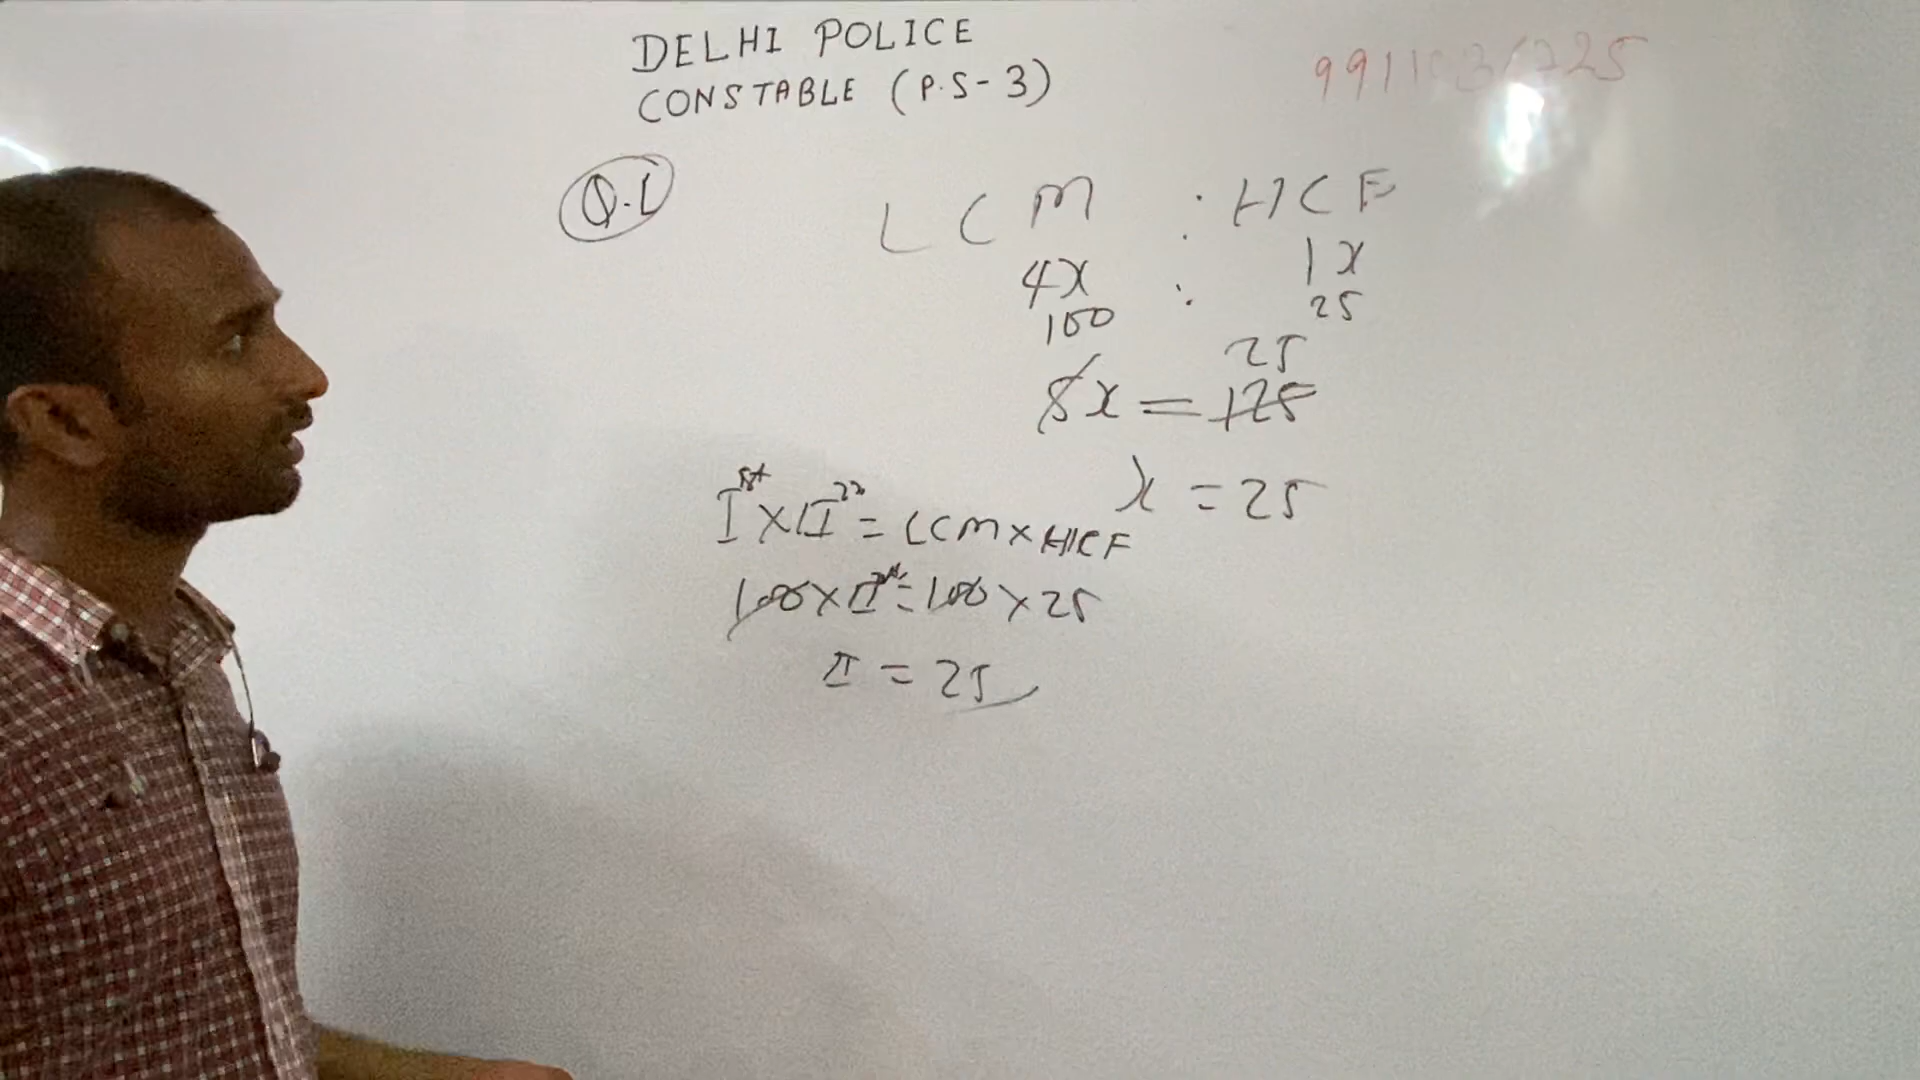 DELHI POLICE
CONSTABLE (P.S-3)
Q.1
LCM : HCF
4x : 1x
100 25
25
5x = 125
x = 25
Ist × II = LCM × HCF
100 × II = 100 × 25
II = 25